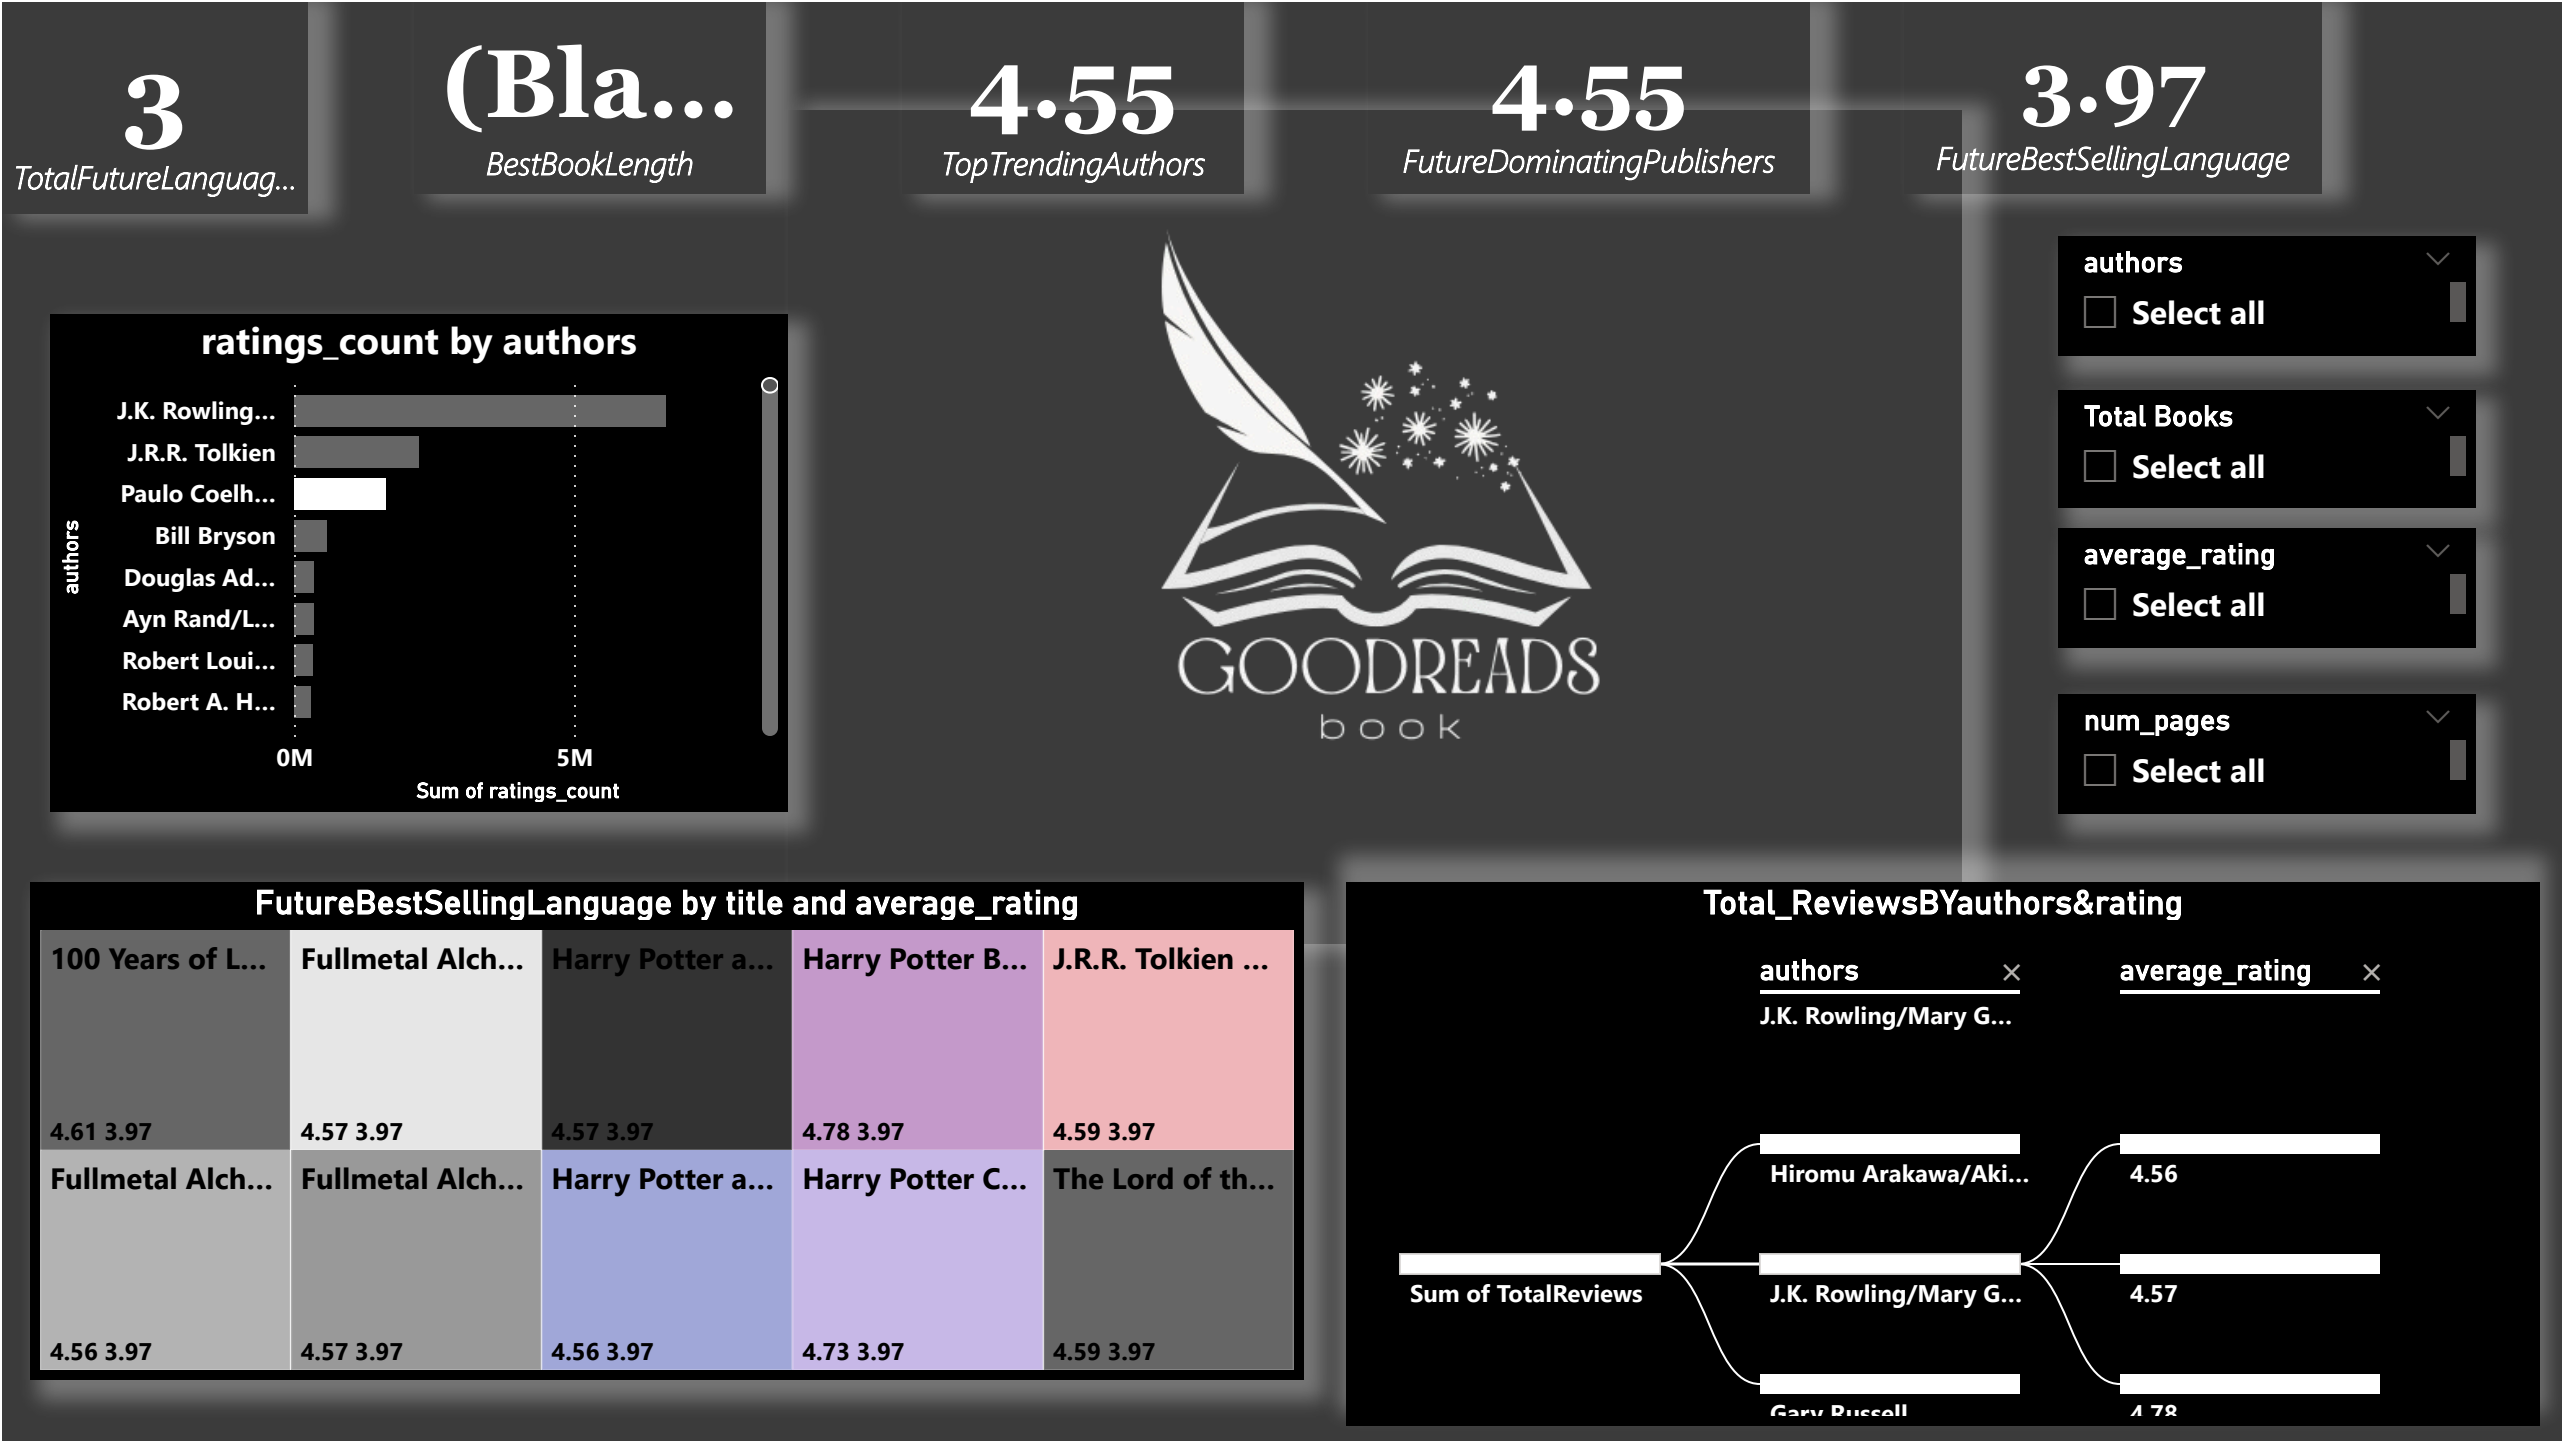 3
TotalFutureLanguag...
(Bla...
BestBookLength
4.55
TopTrendingAuthors
4.55
FutureDominatingPublishers
3.97
FutureBestSellingLanguage
ratings_count by authors
authors
J.K. Rowling...
J.R.R. Tolkien
Paulo Coelh...
Bill Bryson
Douglas Ad...
Ayn Rand/L...
Robert Loui...
Robert A. H...
0M 5M
Sum of ratings_count
GOODREADS
book
authors
Select all
Total Books
Select all
average_rating
Select all
num_pages
Select all
FutureBestSellingLanguage by title and average_rating
100 Years of L... Fullmetal Alch... Harry Potter a... Harry Potter B... J.R.R. Tolkien ...
4.61 3.97 4.57 3.97 4.57 3.97 4.78 3.97 4.59 3.97
Fullmetal Alch... Fullmetal Alch... Harry Potter a... Harry Potter C... The Lord of th...
4.56 3.97 4.57 3.97 4.56 3.97 4.73 3.97 4.59 3.97
Total_ReviewsBYauthors&rating
authors average_rating
J.K. Rowling/Mary G...
Hiromu Arakawa/Aki... 4.56
Sum of TotalReviews J.K. Rowling/Mary G... 4.57
Gary Russell 4.78